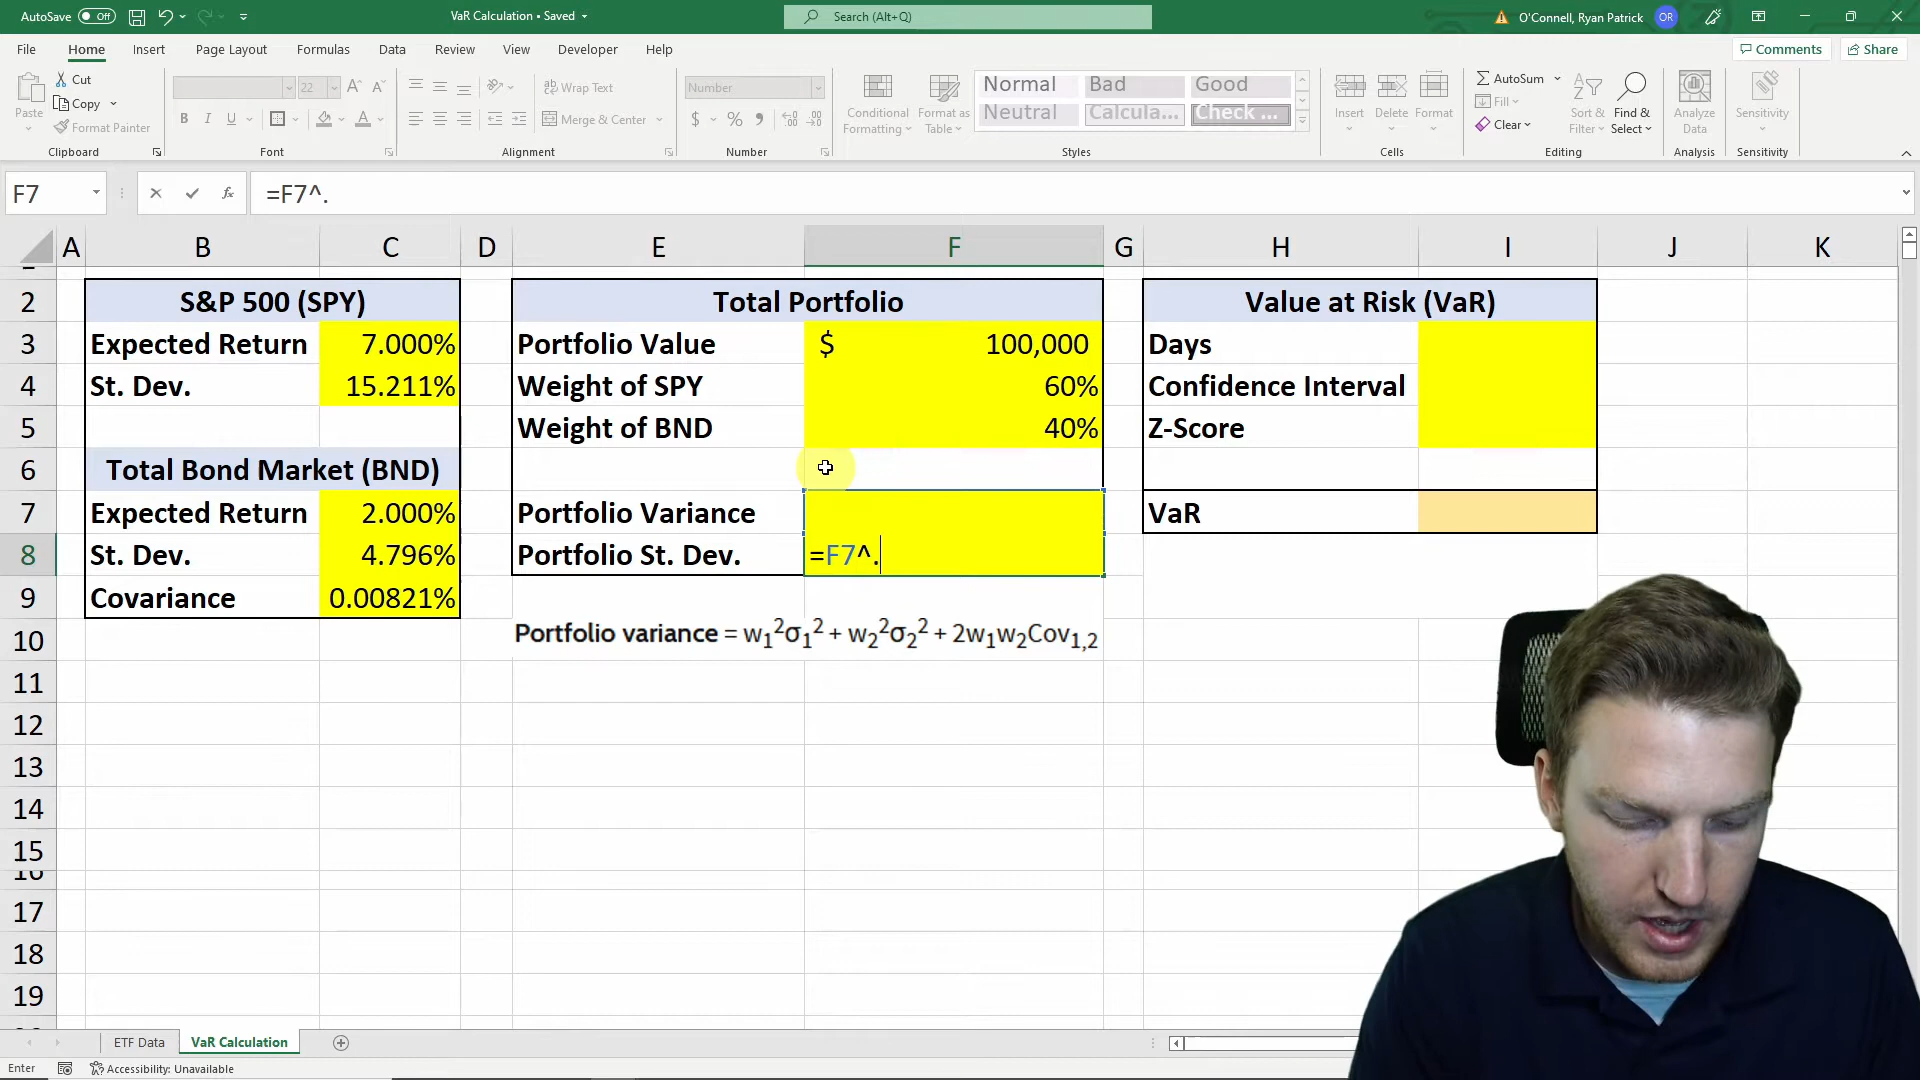 AutoSave Off VaR Calculation • Saved Search (Alt+Q) O'Connell, Ryan Patrick OR
File Home Insert Page Layout Formulas Data Review View Developer Help Comments Share
Paste Cut Copy Format Painter
22
Wrap Text
Merge & Center
Number
$ % 9
Conditional Formatting
Format as Table
Normal Bad Good
Neutral Calcula... Check ...
Insert Delete Format
AutoSum Fill Clear
Sort & Filter
Find & Select
Analyze Data
Sensitivity
Clipboard Font Alignment Number Styles Cells Editing Analysis Sensitivity
F7 fx =F7^.
A B C D E F G H I J K
2 S&P 500 (SPY) Total Portfolio Value at Risk (VaR)
3 Expected Return 7.000% Portfolio Value $ 100,000 Days
4 St. Dev. 15.211% Weight of SPY 60% Confidence Interval
5 Weight of BND 40% Z-Score
6 Total Bond Market (BND)
7 Expected Return 2.000% Portfolio Variance VaR
8 St. Dev. 4.796% Portfolio St. Dev. =F7^.
9 Covariance 0.00821%
10 Portfolio variance = w₁²σ₁² + w₂²σ₂² + 2w₁w₂Cov₁,₂
11
12
13
14
15
16
17
18
19
ETF Data VaR Calculation
Enter Accessibility: Unavailable